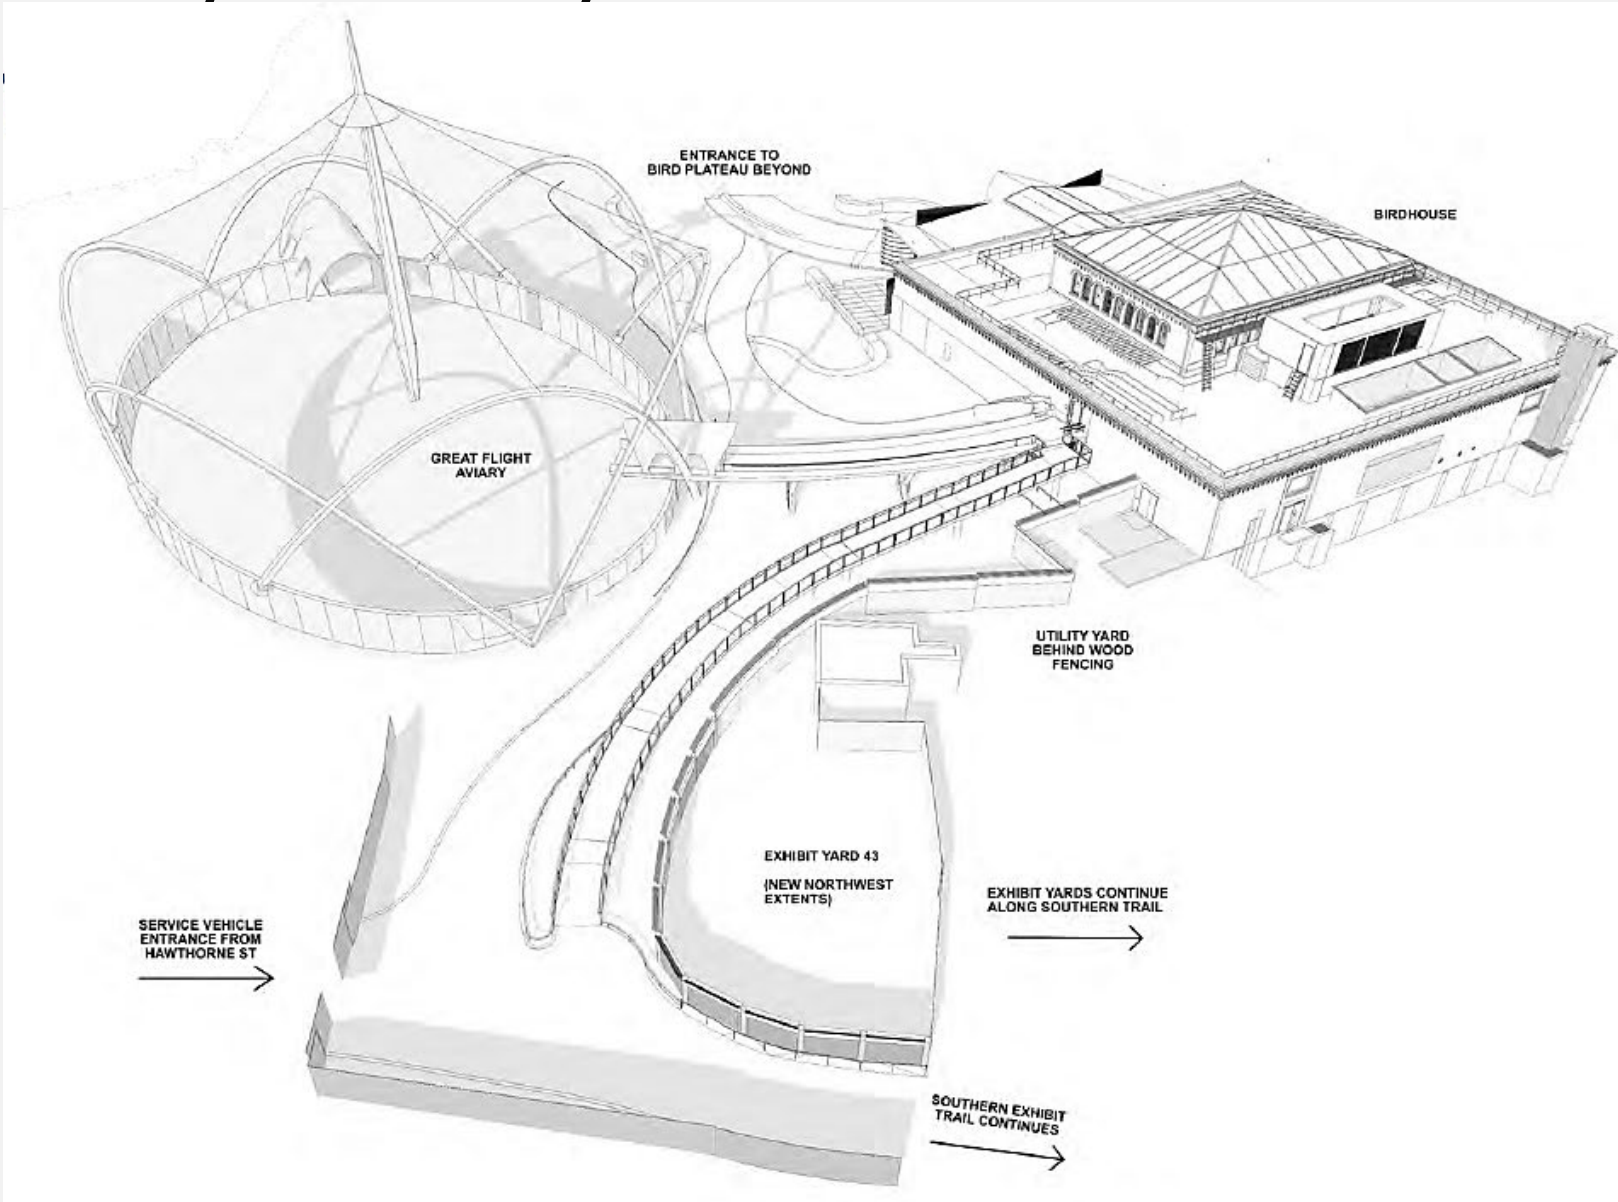 ENTRANCE TO
BIRD PLATEAU BEYOND
BIRDHOUSE
GREAT FLIGHT
AVIARY
UTILITY YARD
BEHIND WOOD
FENCING
EXHIBIT YARD 43
(NEW NORTHWEST
EXTENTS)
EXHIBIT YARDS CONTINUE
ALONG SOUTHERN TRAIL
SERVICE VEHICLE
ENTRANCE FROM
HAWTHORNE ST
SOUTHERN EXHIBIT
TRAIL CONTINUES